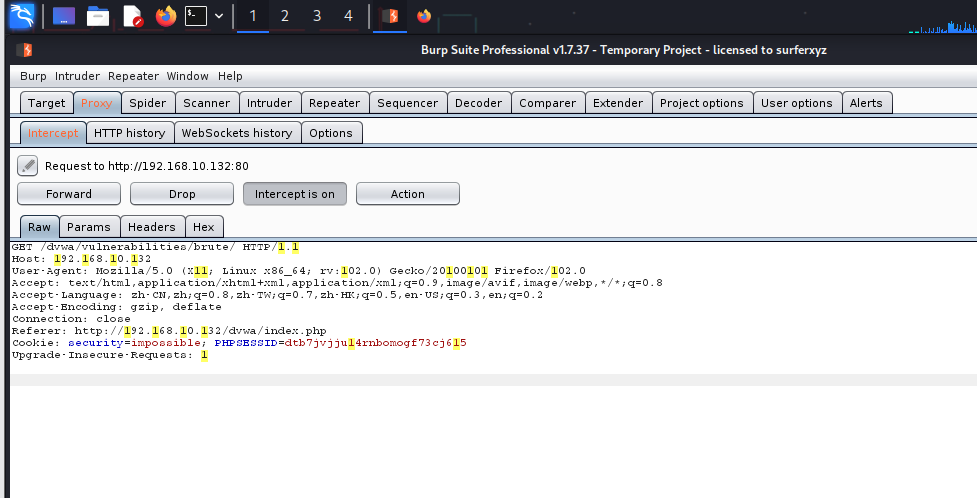 1 2 3 4
Burp Suite Professional v1.7.37 - Temporary Project - licensed to surferxyz
Burp Intruder Repeater Window Help
Target Proxy Spider Scanner Intruder Repeater Sequencer Decoder Comparer Extender Project options User options Alerts
Intercept HTTP history WebSockets history Options
Request to http://192.168.10.132:80
Forward Drop Intercept is on Action
Raw Params Headers Hex
GET /dvwa/vulnerabilities/brute/ HTTP/1.1
Host: 192.168.10.132
User-Agent: Mozilla/5.0 (X11; Linux x86_64; rv:102.0) Gecko/20100101 Firefox/102.0
Accept: text/html,application/xhtml+xml,application/xml;q=0.9,image/avif,image/webp,*/*;q=0.8
Accept-Language: zh-CN,zh;q=0.8,zh-TW;q=0.7,zh-HK;q=0.5,en-US;q=0.3,en;q=0.2
Accept-Encoding: gzip, deflate
Connection: close
Referer: http://192.168.10.132/dvwa/index.php
Cookie: security=impossible; PHPSESSID=dtb7jvjju14rnbomogf73cj615
Upgrade-Insecure-Requests: 1